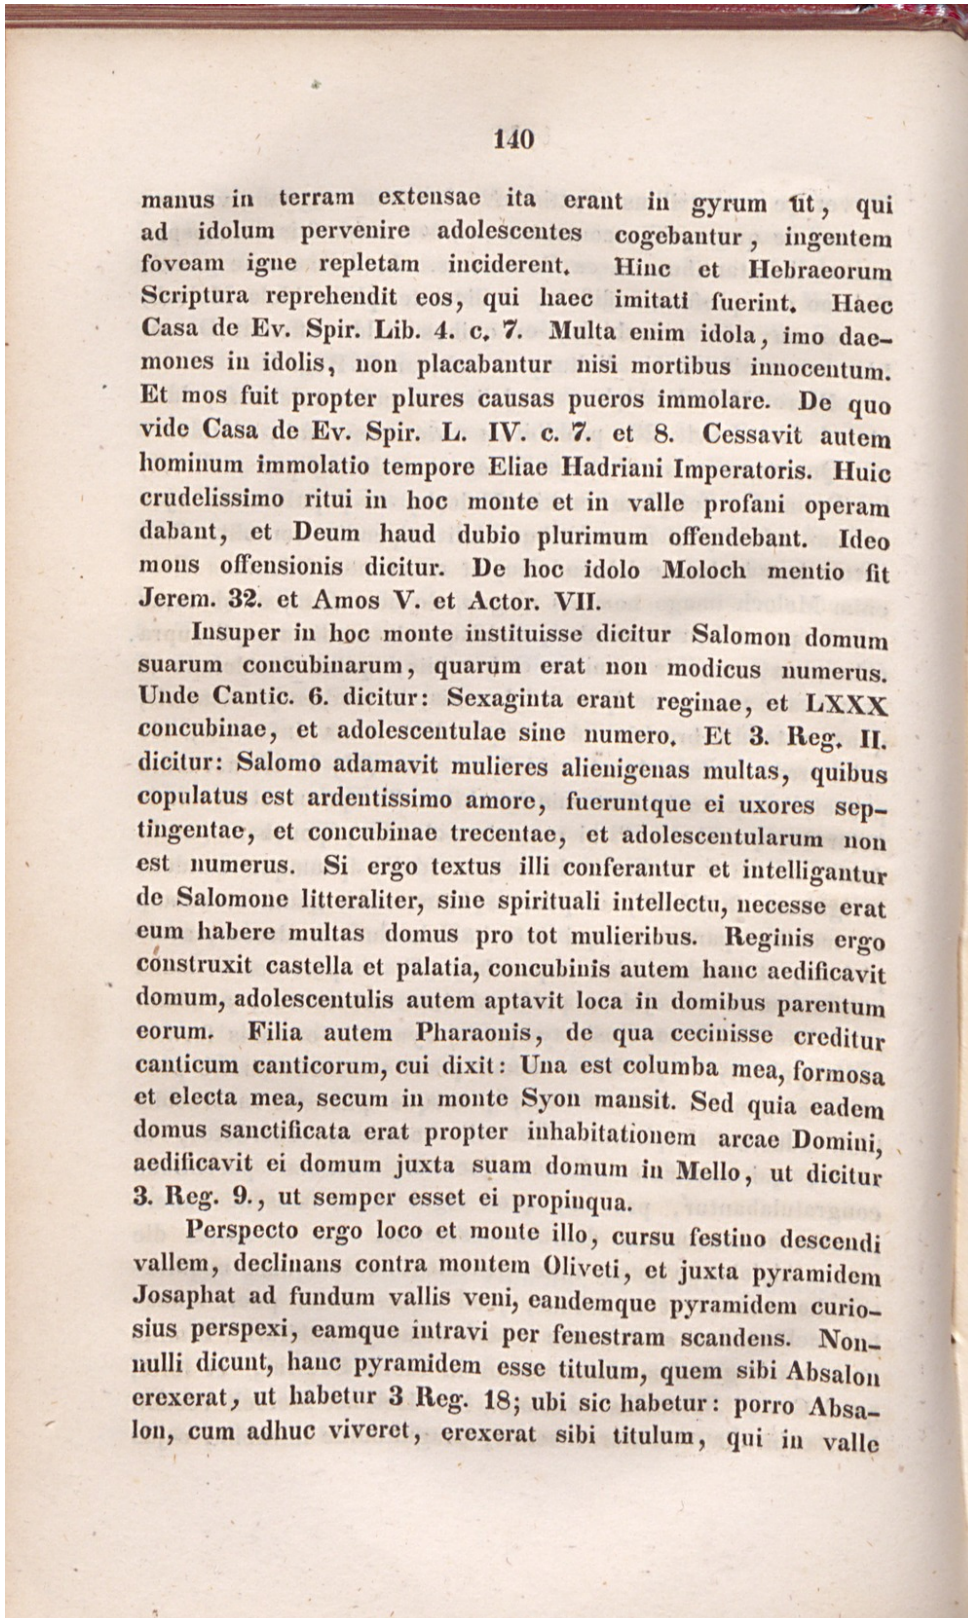 140
manus in terram extensae ita erant in gyrum ut, qui
ad idolum pervenire adolescentes cogebantur, ingentem
foveam igne repletam inciderent. Hinc et Hebraeorum
Scriptura reprehendit eos, qui haec imitati fuerint. Haec
Casa de Ev. Spir. Lib. 4. c. 7. Multa enim idola, imo dae-
mones in idolis, non placabantur nisi mortibus innocentum.
Et mos fuit propter plures causas pueros immolare. De quo
vide Casa de Ev. Spir. L. IV. c. 7. et 8. Cessavit autem
hominum immolatio tempore Eliae Hadriani Imperatoris. Huic
crudelissimo ritui in hoc monte et in valle profani operam
dabant, et Deum haud dubio plurimum offendebant. Ideo
mons offensionis dicitur. De hoc idolo Moloch mentio fit
Jerem. 32. et Amos V. et Actor. VII.
Insuper in hoc monte instituisse dicitur Salomon domum
suarum concubinarum, quarum erat non modicus numerus.
Unde Cantic. 6. dicitur: Sexaginta erant reginae, et LXXX
concubinae, et adolescentulae sine numero. Et 3. Reg. II.
dicitur: Salomo adamavit mulieres alienigenas multas, quibus
copulatus est ardentissimo amore, fueruntque ei uxores sep-
tingentae, et concubinae trecentae, et adolescentularum non
est numerus. Si ergo textus illi conferantur et intelligantur
de Salomone litteraliter, sine spirituali intellectu, necesse erat
eum habere multas domus pro tot mulieribus. Reginis ergo
construxit castella et palatia, concubinis autem hanc aedificavit
domum, adolescentulis autem aptavit loca in domibus parentum
eorum. Filia autem Pharaonis, de qua cecinisse creditur
canticum canticorum, cui dixit: Una est columba mea, formosa
et electa mea, secum in monte Syon mansit. Sed quia eadem
domus sanctificata erat propter inhabitationem arcae Domini,
aedificavit ei domum juxta suam domum in Mello, ut dicitur
3. Reg. 9., ut semper esset ei propinqua.
Perspecto ergo loco et monte illo, cursu festino descendi
vallem, declinans contra montem Oliveti, et juxta pyramidem
Josaphat ad fundum vallis veni, eandemque pyramidem curio-
sius perspexi, eamque intravi per fenestram scandens. Non-
nulli dicunt, hanc pyramidem esse titulum, quem sibi Absalon
erexerat, ut habetur 3 Reg. 18; ubi sic habetur: porro Absa-
lon, cum adhuc viveret, erexerat sibi titulum, qui in valle